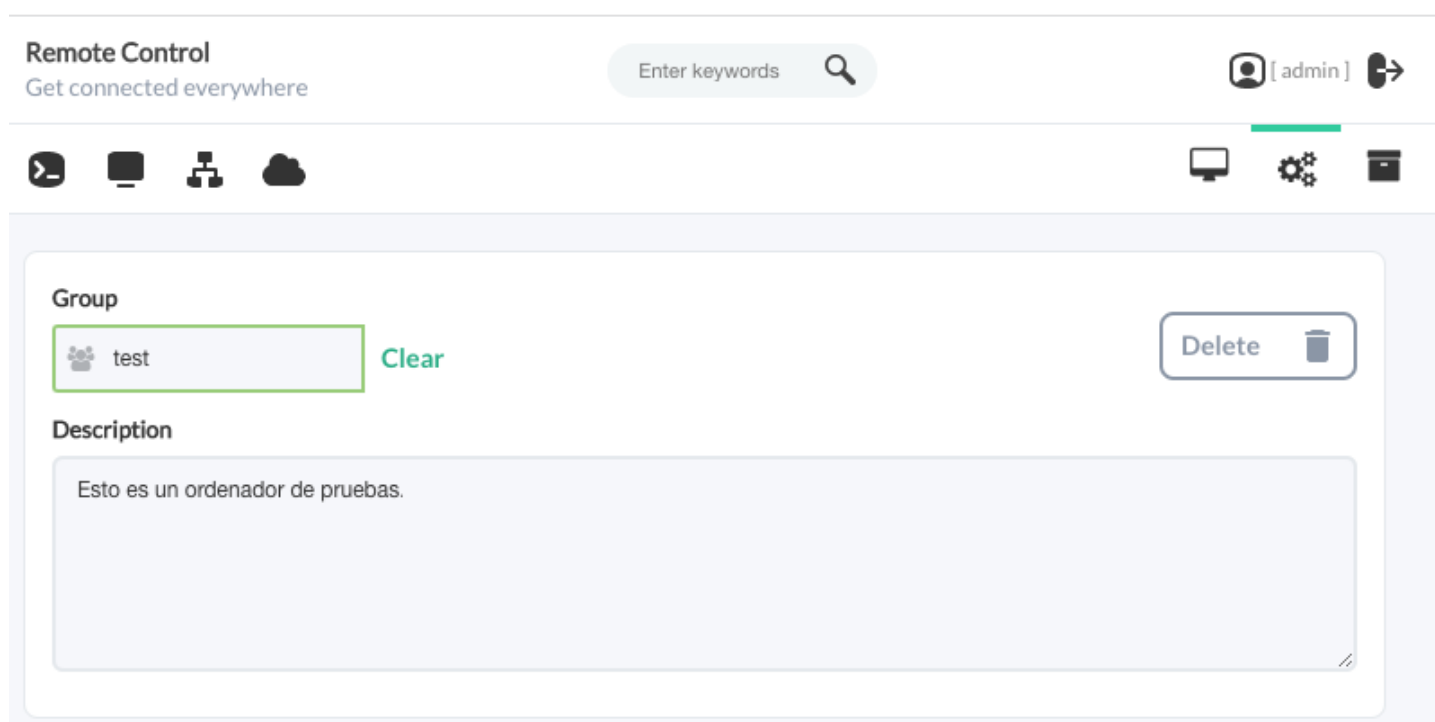 Remote Control
Get connected everywhere
Enter keywords
[ admin ]
Group
test
Clear
Delete
Description
Esto es un ordenador de pruebas.